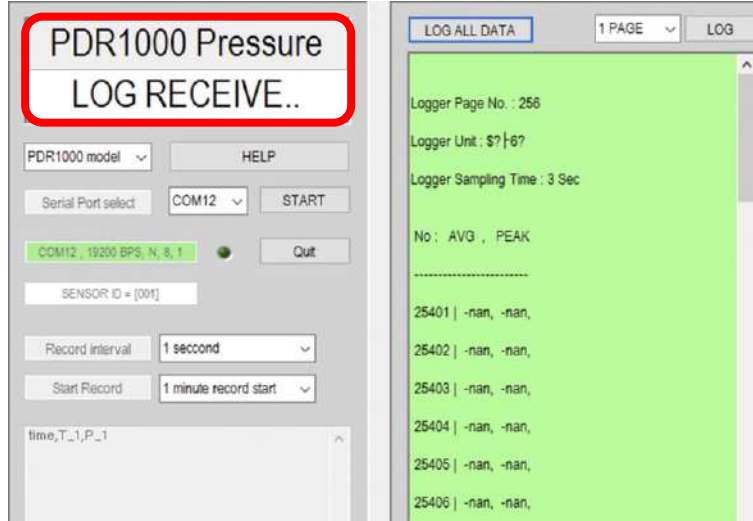 PDR1000 Pressure
LOG RECEIVE..
PDR1000 model
HELP
Serial Port select
COM12
START
COM12 , 19200 BPS, N, 8, 1
Quit
SENSOR ID = [001]
Record interval
1 seccond
Start Record
1 minute record start
time,T_1,P_1
LOG ALL DATA
1 PAGE
LOG
Logger Page No. : 256
Logger Unit : $?├6?
Logger Sampling Time : 3 Sec
No : AVG , PEAK
------------------------
25401 | -nan, -nan,
25402 | -nan, -nan,
25403 | -nan, -nan,
25404 | -nan, -nan,
25405 | -nan, -nan,
25406 | -nan, -nan,